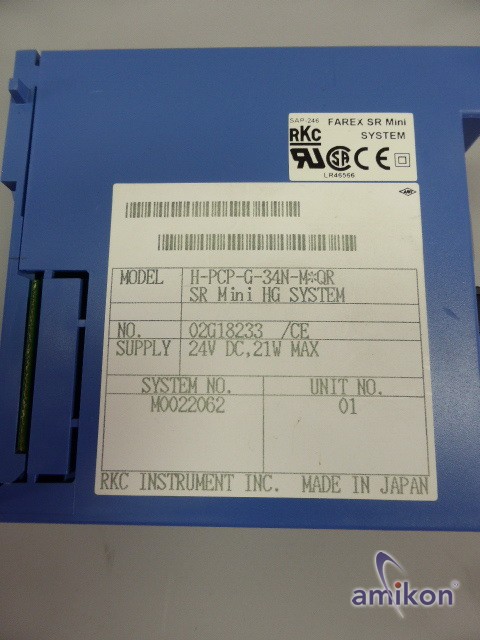 SAP-246 FAREX SR Mini
RKC SYSTEM
LR46566
MODEL H-PCP-G-34N-M*QR
SR Mini HG SYSTEM
NO. 02G18233 /CE
SUPPLY 24V DC,21W MAX
SYSTEM NO. UNIT NO.
M0022062 01
RKC INSTRUMENT INC. MADE IN JAPAN
amikon®